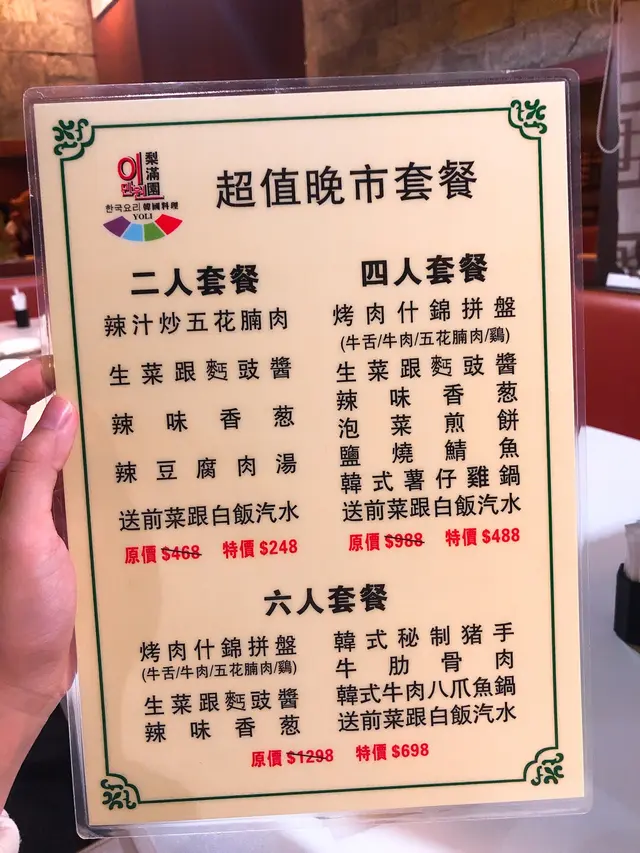 梨滿園
한국요리 韓國料理
YOLI
超值晚市套餐
二人套餐
辣汁炒五花腩肉
生菜跟麪豉醬
辣味香葱
辣豆腐肉湯
送前菜跟白飯汽水
原價 $468 特價 $248
四人套餐
烤肉什錦拼盤
(牛舌/牛肉/五花腩肉/鷄)
生菜跟麪豉醬
辣味香葱
泡菜煎餅
鹽燒鯖魚
韓式薯仔雞鍋
送前菜跟白飯汽水
原價 $988 特價 $488
六人套餐
烤肉什錦拼盤
(牛舌/牛肉/五花腩肉/鷄)
生菜跟麪豉醬
辣味香葱
韓式秘制猪手
牛肋骨肉
韓式牛肉八爪魚鍋
送前菜跟白飯汽水
原價 $1298 特價 $698